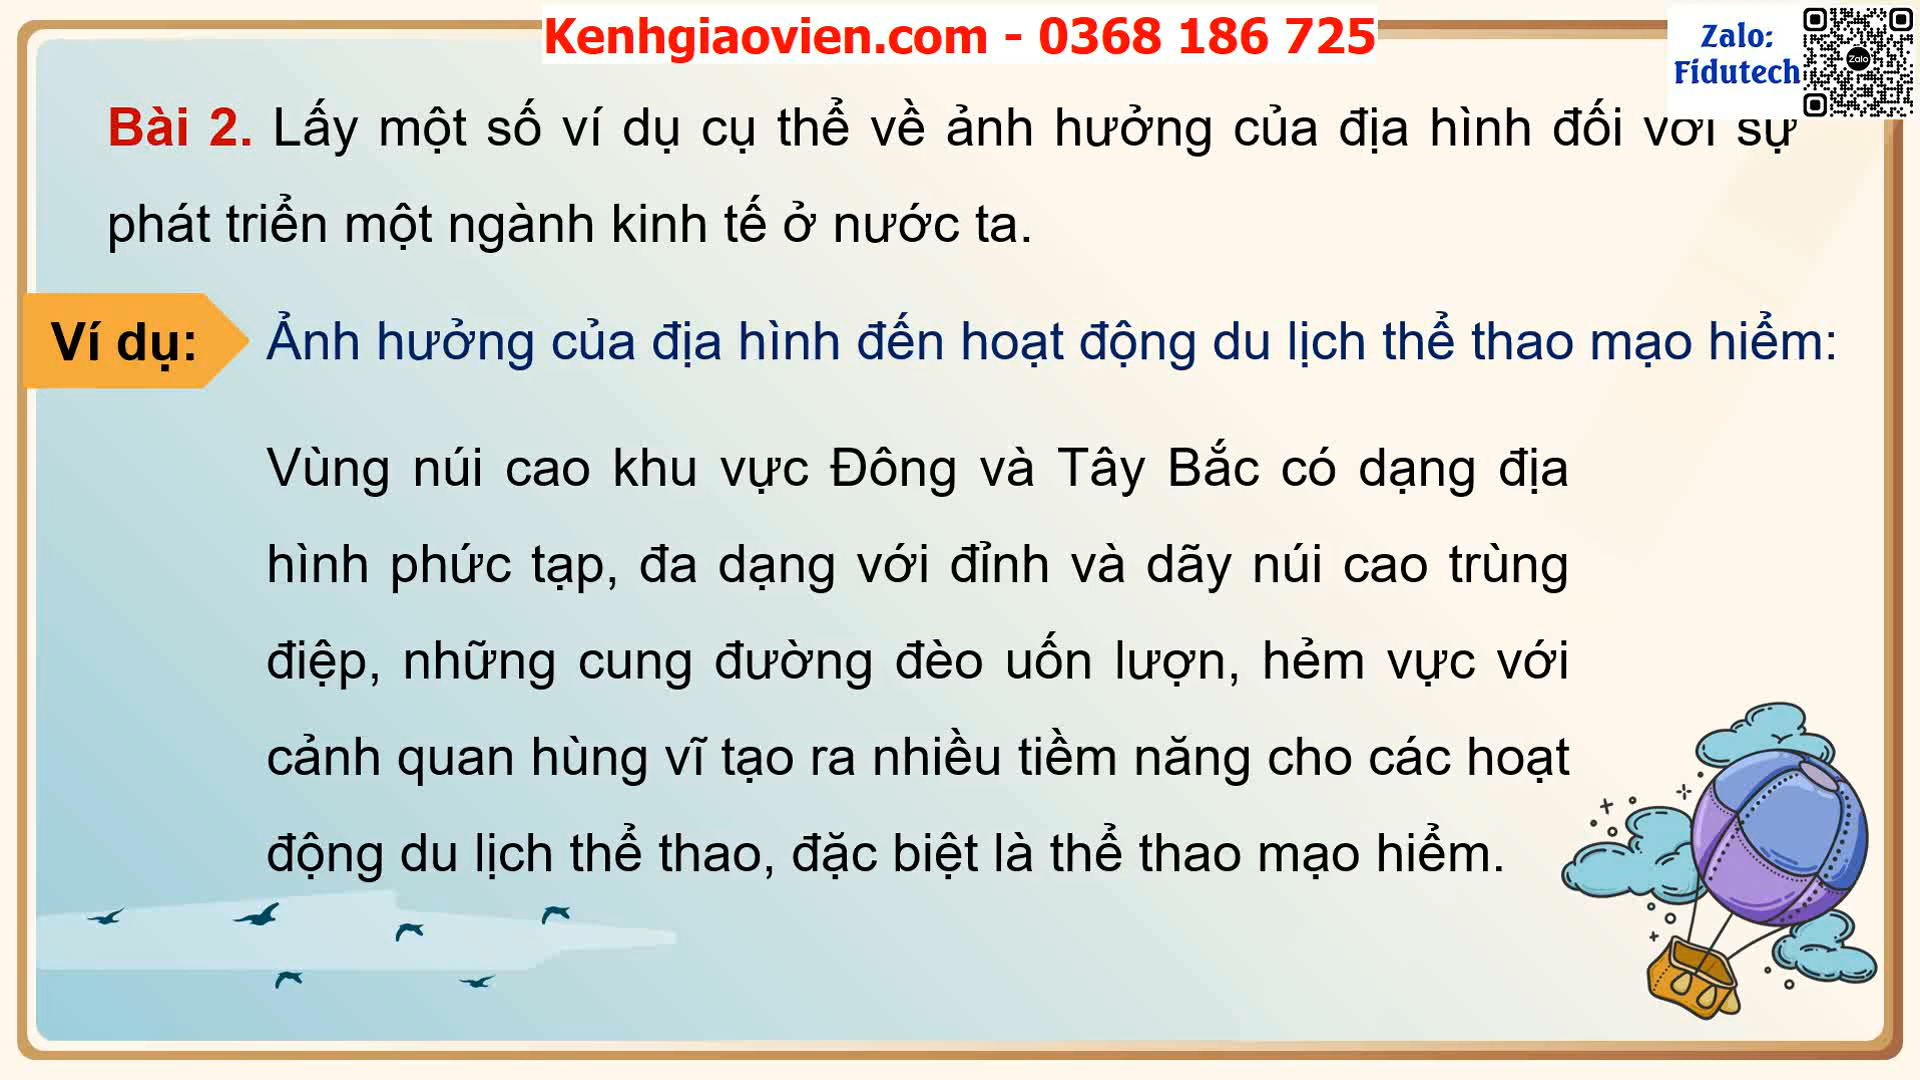 Kenhgiaovien.com - 0368 186 725
Zalo:
Fidutech
Zalo
Bài 2. Lấy một số ví dụ cụ thể về ảnh hưởng của địa hình đối với sự
phát triển một ngành kinh tế ở nước ta.
Ví dụ:
Ảnh hưởng của địa hình đến hoạt động du lịch thể thao mạo hiểm:
Vùng núi cao khu vực Đông và Tây Bắc có dạng địa
hình phức tạp, đa dạng với đỉnh và dãy núi cao trùng
điệp, những cung đường đèo uốn lượn, hẻm vực với
cảnh quan hùng vĩ tạo ra nhiều tiềm năng cho các hoạt
động du lịch thể thao, đặc biệt là thể thao mạo hiểm.